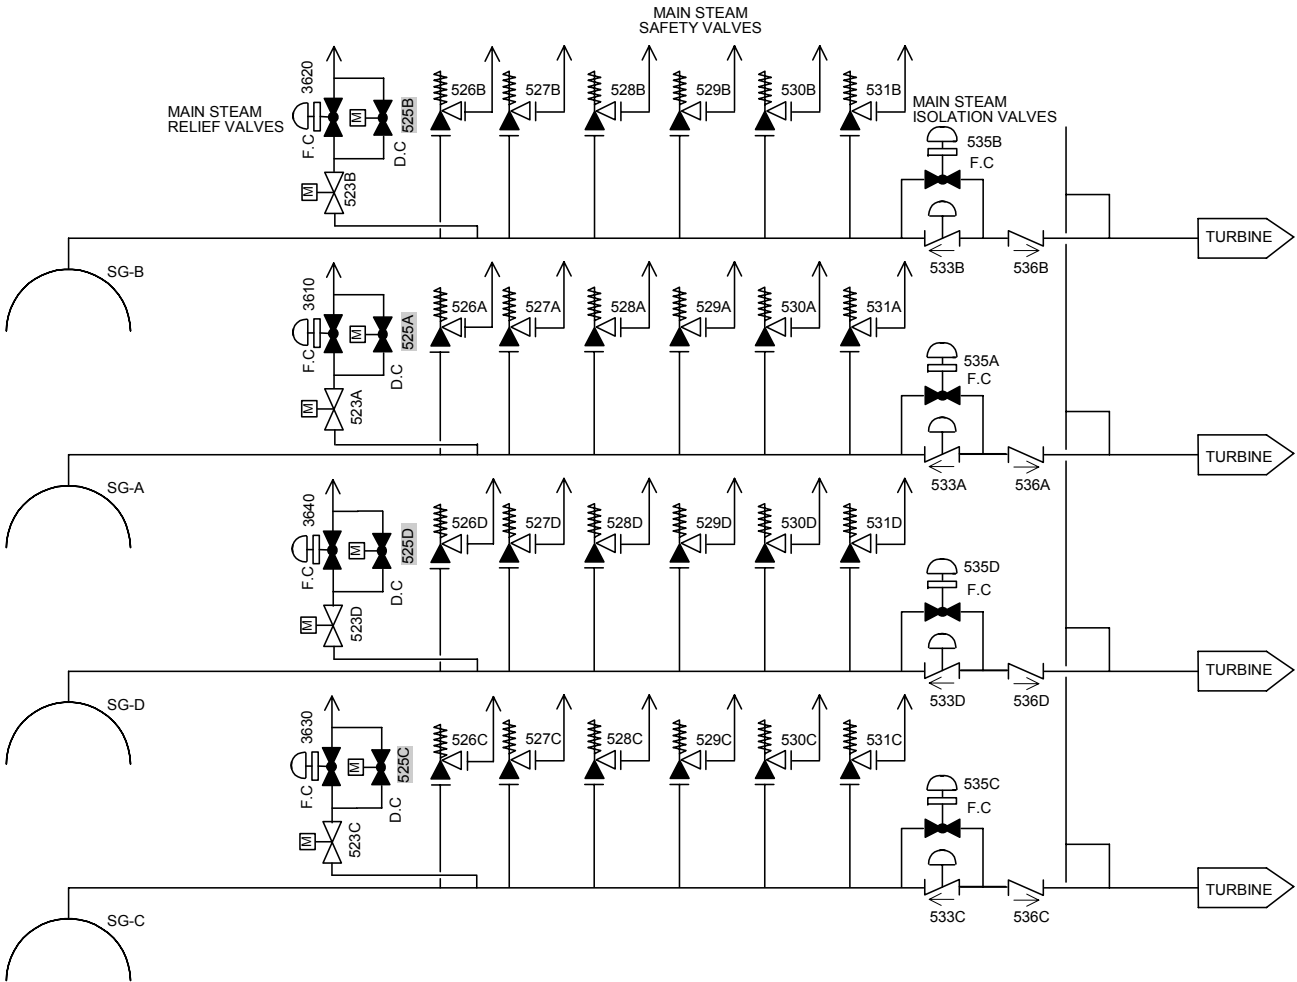 MAIN STEAM
SAFETY VALVES
MAIN STEAM
RELIEF VALVES
3620
F.C
M
M
525B
D.C
523B
526B
527B
528B
529B
530B
531B
MAIN STEAM
ISOLATION VALVES
535B
F.C
533B
536B
TURBINE
SG-B
3610
F.C
M
M
525A
D.C
523A
526A
527A
528A
529A
530A
531A
535A
F.C
533A
536A
TURBINE
SG-A
3640
F.C
M
M
525D
D.C
523D
526D
527D
528D
529D
530D
531D
535D
F.C
533D
536D
TURBINE
SG-D
3630
F.C
M
M
525C
D.C
523C
526C
527C
528C
529C
530C
531C
535C
F.C
533C
536C
TURBINE
SG-C